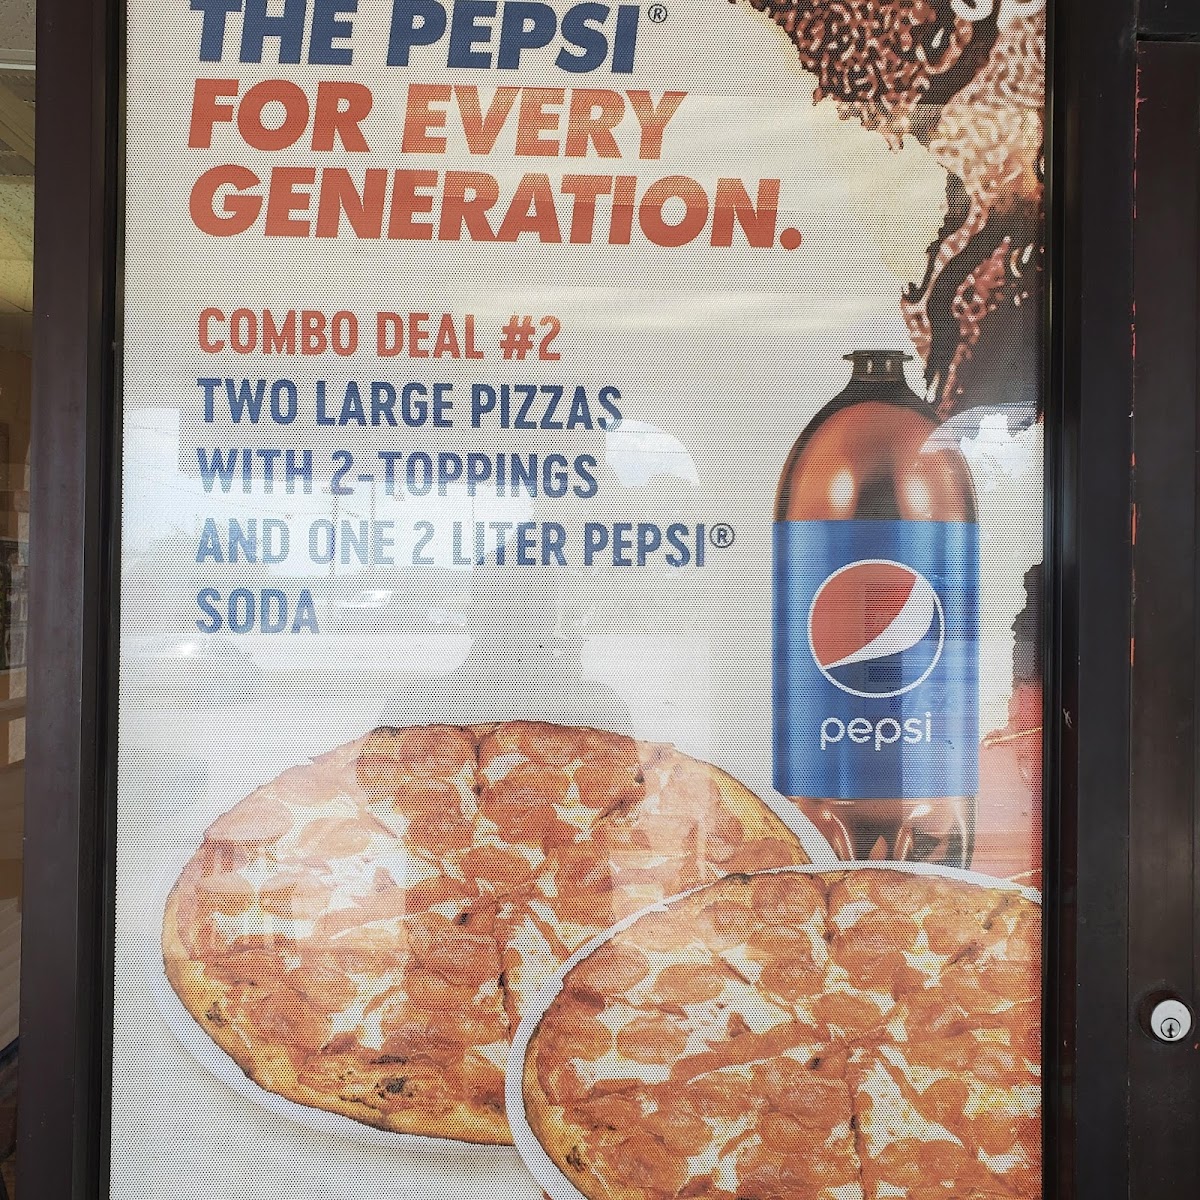 THE PEPSI®
FOR EVERY
GENERATION.
COMBO DEAL #2
TWO LARGE PIZZAS
WITH 2-TOPPINGS
AND ONE 2 LITER PEPSI®
SODA
pepsi